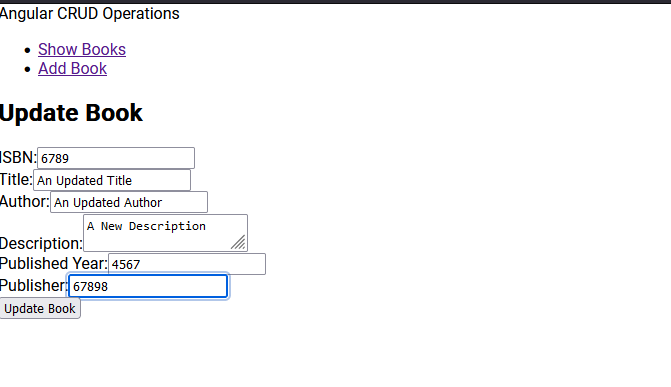 Angular CRUD Operations
Show Books
Add Book
Update Book
ISBN: 6789
Title: An Updated Title
Author: An Updated Author
Description: A New Description
Published Year: 4567
Publisher: 67898
Update Book